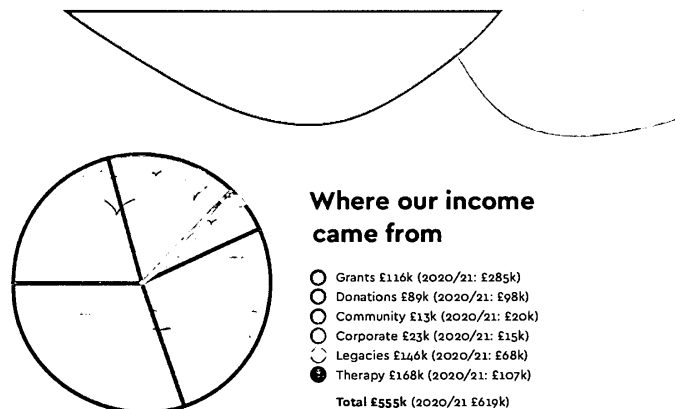 Where our income
came from
Grants £116k (2020/21: £285k)
Donations £89k (2020/21: £98k)
Community £13k (2020/21: £20k)
Corporate £23k (2020/21: £15k)
Legacies £146k (2020/21: £68k)
Therapy £168k (2020/21: £107k)
Total £555k (2020/21 £619k)